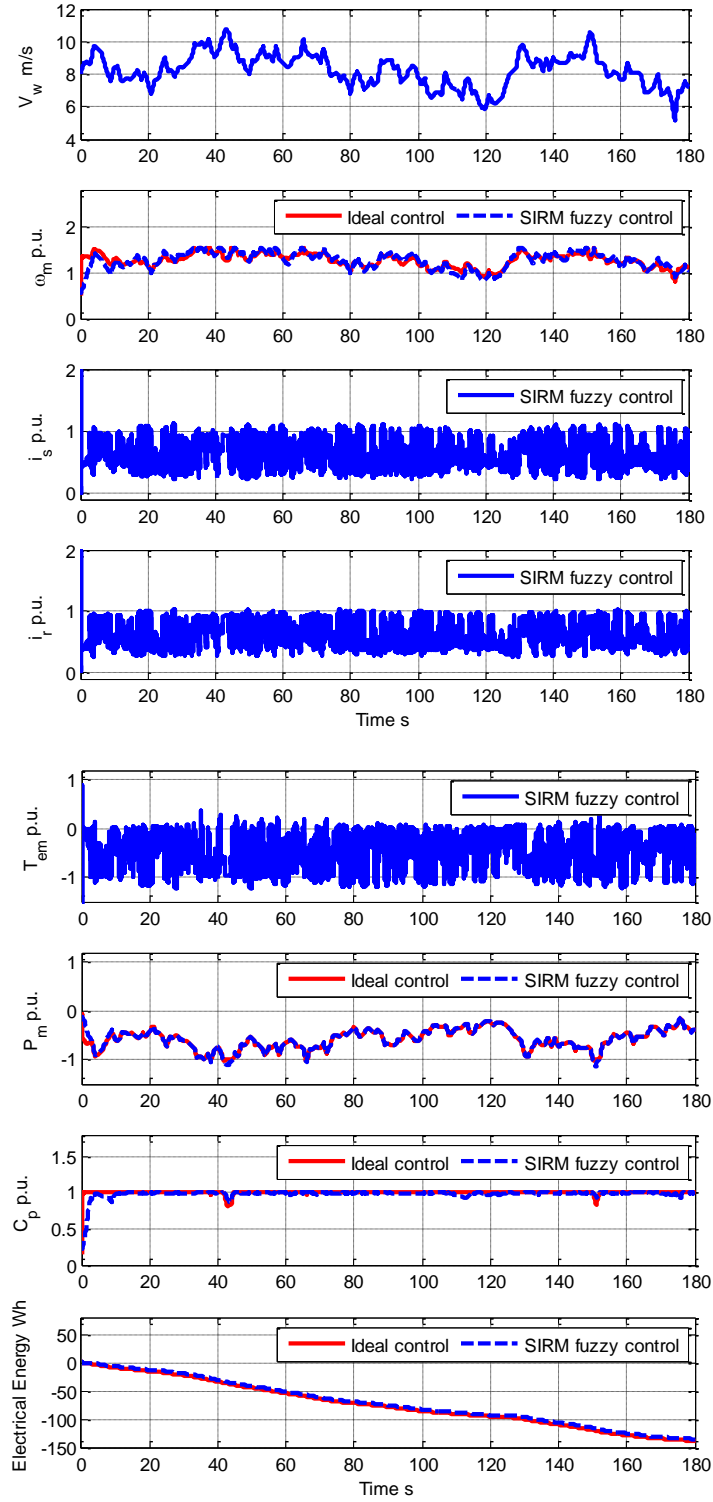 12
10
8
6
4
V_w m/s
0 20 40 60 80 100 120 140 160 180
2
1
0
ω_m p.u.
Ideal control SIRM fuzzy control
0 20 40 60 80 100 120 140 160 180
2
1
0
i_s p.u.
SIRM fuzzy control
0 20 40 60 80 100 120 140 160 180
2
1
0
i_r p.u.
SIRM fuzzy control
0 20 40 60 80 100 120 140 160 180
Time s
1
0
-1
T_em p.u.
SIRM fuzzy control
0 20 40 60 80 100 120 140 160 180
1
0
-1
P_m p.u.
Ideal control SIRM fuzzy control
0 20 40 60 80 100 120 140 160 180
1.5
1
0.5
0
C_p p.u.
Ideal control SIRM fuzzy control
0 20 40 60 80 100 120 140 160 180
50
0
-50
-100
-150
Electrical Energy Wh
Ideal control SIRM fuzzy control
0 20 40 60 80 100 120 140 160 180
Time s